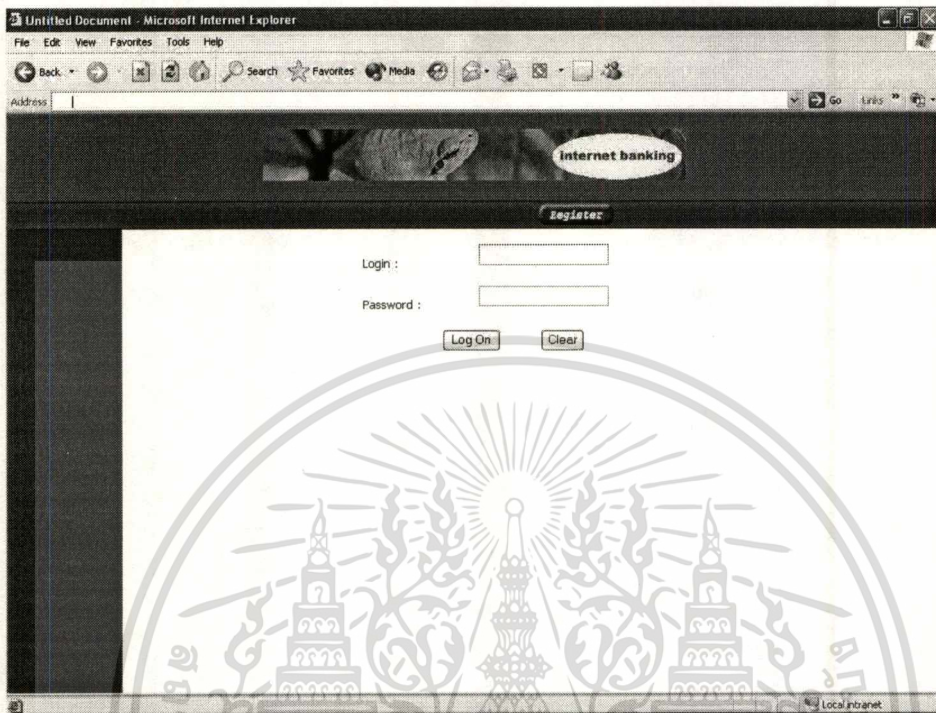 Untitled Document - Microsoft Internet Explorer
File Edit View Favorites Tools Help
Back Search Favorites Media
Address Go Links »
internet banking
Register
Login :
Password :
Log On Clear
Local intranet